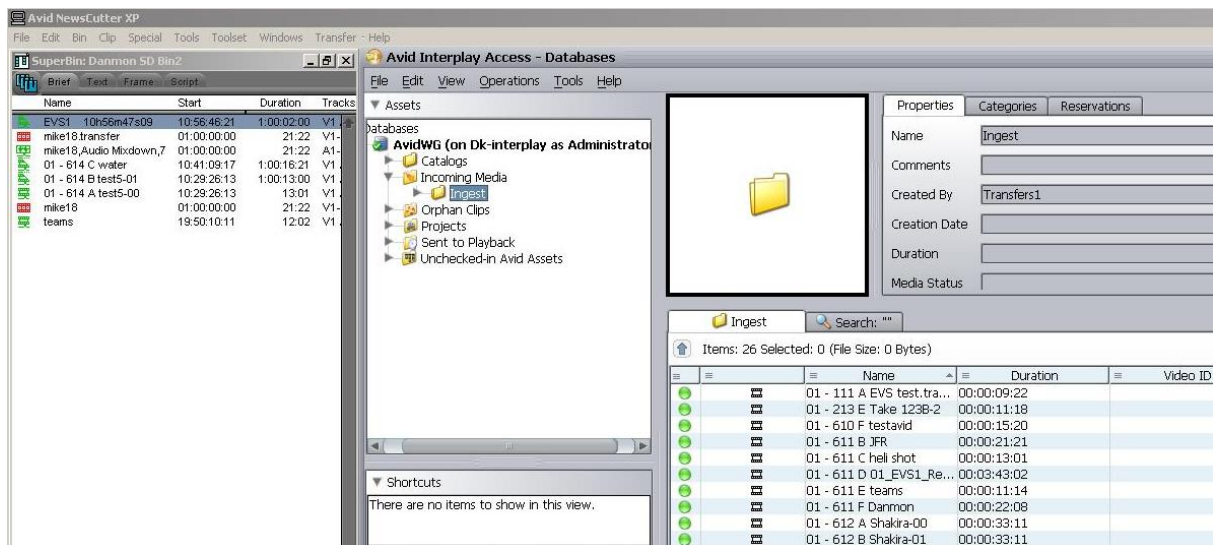 Avid NewsCutter XP
File Edit Bin Clip Special Tools Toolset Windows Transfer Help
SuperBin: Danmon SD Bin2
Brief Text Frame Script
Name Start Duration Tracks
EVS1 10h56m47s09 10:56:46:21 1:00:02:00 V1
mike18.transfer 01:00:00:00 21:22 V1-
mike18,Audio Mixdown,7 01:00:00:00 21:22 A1-
01 - 614 C water 10:41:09:17 1:00:16:21 V1
01 - 614 B test5-01 10:29:26:13 1:00:13:00 V1
01 - 614 A test5-00 10:29:26:13 13:01 V1
mike18 01:00:00:00 21:22 V1-
teams 19:50:10:11 12:02 V1
Avid Interplay Access - Databases
File Edit View Operations Tools Help
Assets
Databases
AvidWG (on Dk-interplay as Administrato
Catalogs
Incoming Media
Ingest
Orphan Clips
Projects
Sent to Playback
Unchecked-in Avid Assets
Shortcuts
There are no items to show in this view.
Properties Categories Reservations
Name Ingest
Comments
Created By Transfers1
Creation Date
Duration
Media Status
Ingest Search: ""
Items: 26 Selected: 0 (File Size: 0 Bytes)
Name Duration Video ID
01 - 111 A EVS test.tra... 00:00:09:22
01 - 213 E Take 123B-2 00:00:11:18
01 - 610 F testavid 00:00:15:20
01 - 611 B JFR 00:00:21:21
01 - 611 C heli shot 00:00:13:01
01 - 611 D 01_EVS1_Re... 00:03:43:02
01 - 611 E teams 00:00:11:14
01 - 611 F Danmon 00:00:22:08
01 - 612 A Shakira-00 00:00:33:11
01 - 612 B Shakira-01 00:00:33:11